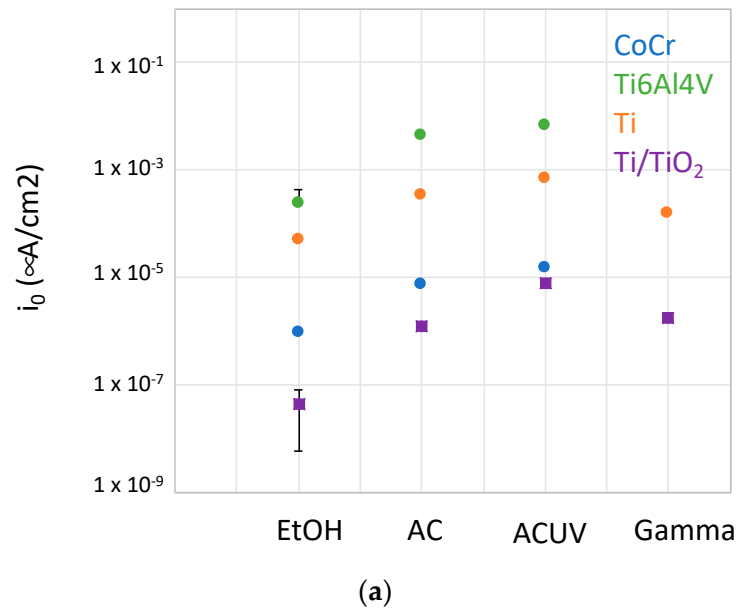 CoCr
Ti6Al4V
Ti
Ti/TiO₂
1 x 10⁻¹
1 x 10⁻³
1 x 10⁻⁵
1 x 10⁻⁷
1 x 10⁻⁹
i₀ (∝A/cm2)
EtOH AC ACUV Gamma
(a)